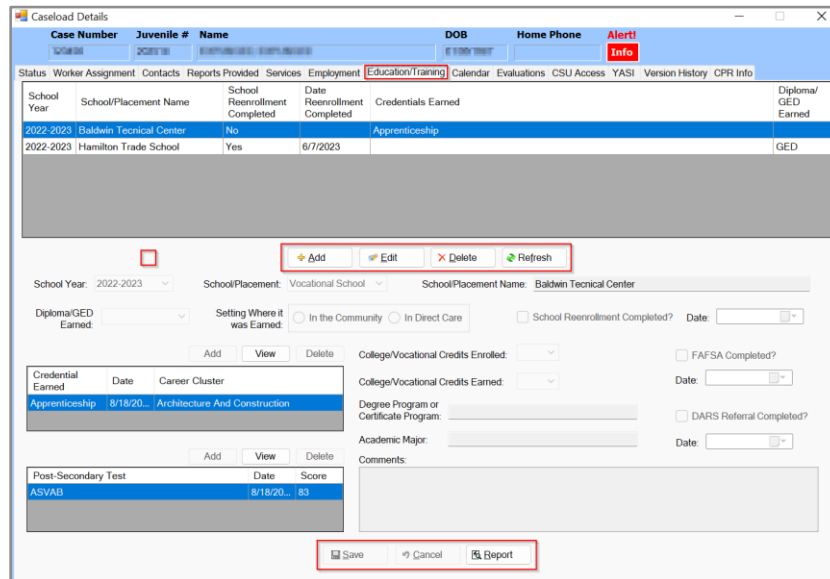 Caseload Details
Case Number Juvenile # Name DOB Home Phone Alert!
Info
Status Worker Assignment Contacts Reports Provided Services Employment Education/Training Calendar Evaluations CSU Access YASI Version History CPR Info
School Year School/Placement Name School Reenrollment Completed Date Reenrollment Completed Credentials Earned Diploma/ GED Earned
2022-2023 Baldwin Tecnical Center No Apprenticeship
2022-2023 Hamilton Trade School Yes 6/7/2023 GED
Add Edit Delete Refresh
School Year: 2022-2023 School/Placement: Vocational School School/Placement Name: Baldwin Tecnical Center
Diploma/GED Earned: Setting Where it was Earned: In the Community In Direct Care School Reenrollment Completed? Date:
Add View Delete College/Vocational Credits Enrolled: FAFSA Completed?
Credential Earned Date Career Cluster College/Vocational Credits Earned: Date:
Apprenticeship 8/18/20... Architecture And Construction Degree Program or Certificate Program: DARS Referral Completed?
Academic Major: Date:
Add View Delete Comments:
Post-Secondary Test Date Score
ASVAB 8/18/20... 83
Save Cancel Report